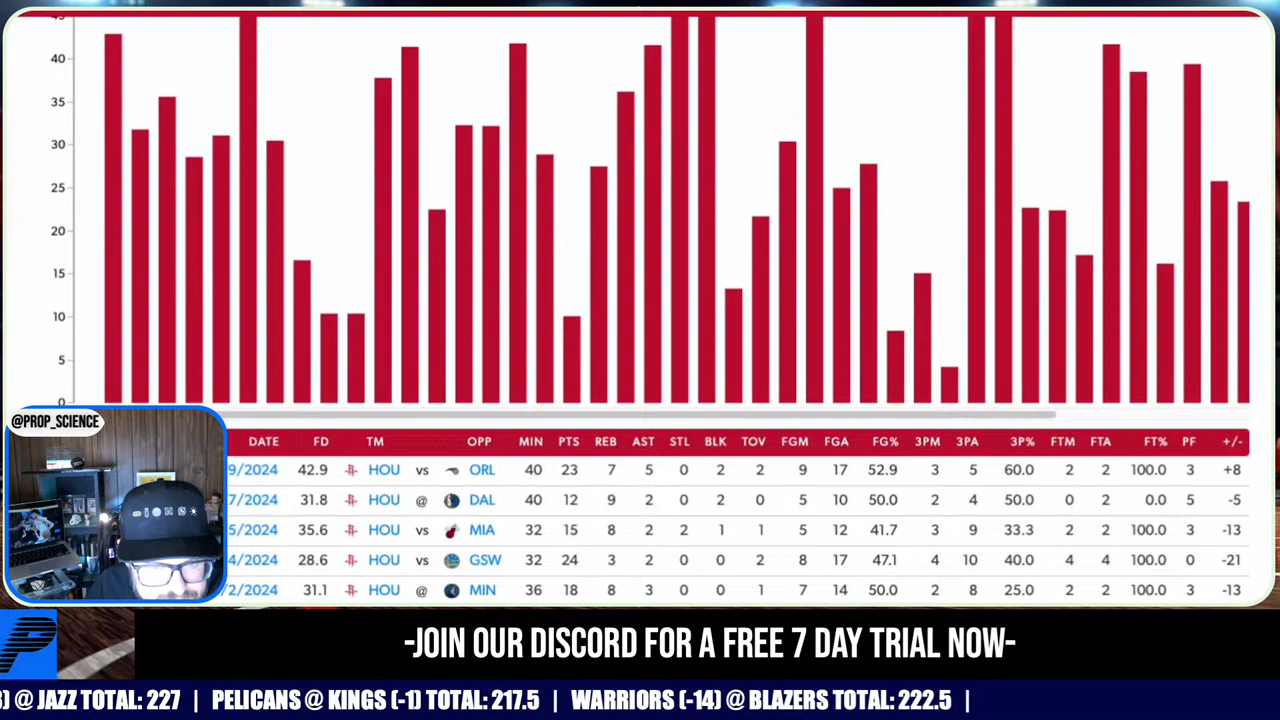 45
40
35
30
25
20
15
10
5
0
@PROP_SCIENCE
DATE FD TM OPP MIN PTS REB AST STL BLK TOV FGM FGA FG% 3PM 3PA 3P% FTM FTA FT% PF +/-
9/2024 42.9 HOU vs ORL 40 23 7 5 0 2 2 9 17 52.9 3 5 60.0 2 2 100.0 3 +8
7/2024 31.8 HOU @ DAL 40 12 9 2 0 2 0 5 10 50.0 2 4 50.0 0 2 0.0 5 -5
5/2024 35.6 HOU vs MIA 32 15 8 2 2 1 1 5 12 41.7 3 9 33.3 2 2 100.0 3 -13
4/2024 28.6 HOU vs GSW 32 24 3 2 0 0 2 8 17 47.1 4 10 40.0 4 4 100.0 0 -21
/2/2024 31.1 HOU @ MIN 36 18 8 3 0 0 1 7 14 50.0 2 8 25.0 2 2 100.0 3 -13
-JOIN OUR DISCORD FOR A FREE 7 DAY TRIAL NOW-
) @ JAZZ TOTAL: 227 | PELICANS @ KINGS (-1) TOTAL: 217.5 | WARRIORS (-14) @ BLAZERS TOTAL: 222.5 |